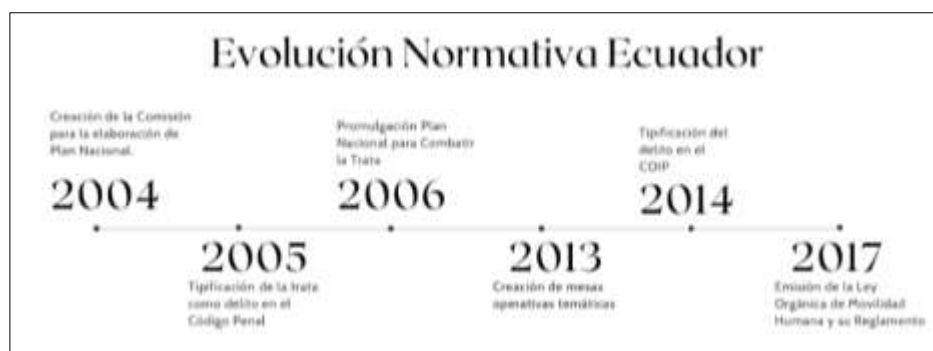 Evolución Normativa Ecuador
Creación de la Comisión
para la elaboración de
Plan Nacional.
2004
2005
Tipificación de la trata
como delito en el
Código Penal
Promulgación Plan
Nacional para Combatir
la Trata
2006
2013
Creación de mesas
operativas temáticas
Tipificación del
delito en el
COIP
2014
2017
Emisión de la Ley
Orgánica de Movilidad
Humana y su Reglamento